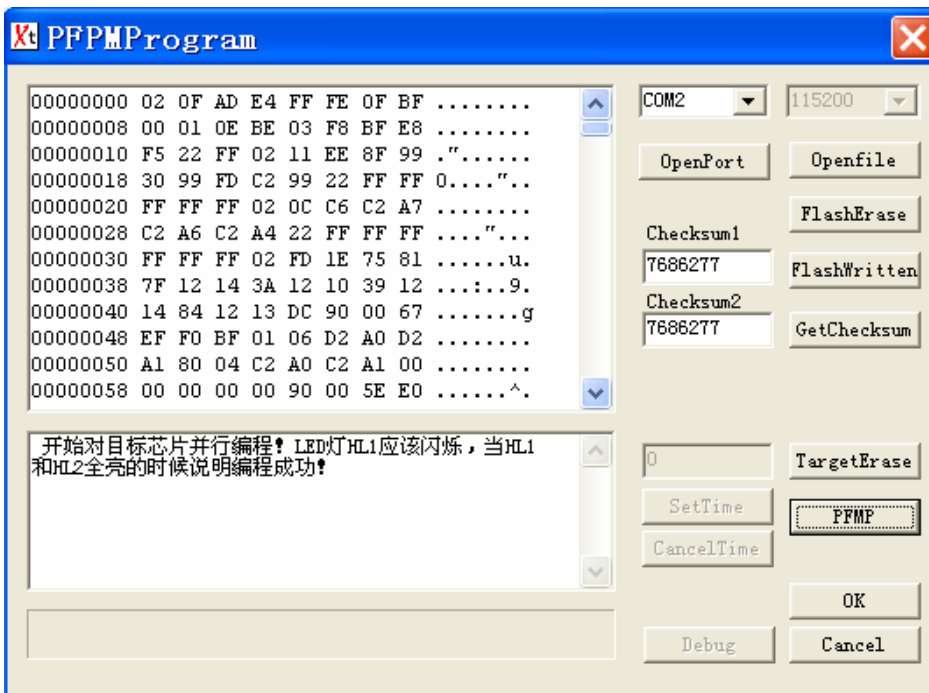 PFPMProgram
00000000 02 0F AD E4 FF FE 0F BF ........
00000008 00 01 0E BE 03 F8 BF E8 ........
00000010 F5 22 FF 02 11 EE 8F 99 ."......
00000018 30 99 FD C2 99 22 FF FF 0...."..
00000020 FF FF FF 02 0C C6 C2 A7 ........
00000028 C2 A6 C2 A4 22 FF FF FF ...."...
00000030 FF FF FF 02 FD 1E 75 81 ......u.
00000038 7F 12 14 3A 12 10 39 12 ...:..9.
00000040 14 84 12 13 DC 90 00 67 .......g
00000048 EF F0 BF 01 06 D2 A0 D2 ........
00000050 A1 80 04 C2 A0 C2 A1 00 ........
00000058 00 00 00 00 90 00 5E E0 ......^.
COM2
115200
OpenPort
Openfile
FlashErase
Checksum1
7686277
FlashWritten
Checksum2
7686277
GetChecksum
开始对目标芯片并行编程！LED灯HL1应该闪烁，当HL1
和HL2全亮的时候说明编程成功！
0
TargetErase
SetTime
PFMP
CancelTime
OK
Debug
Cancel